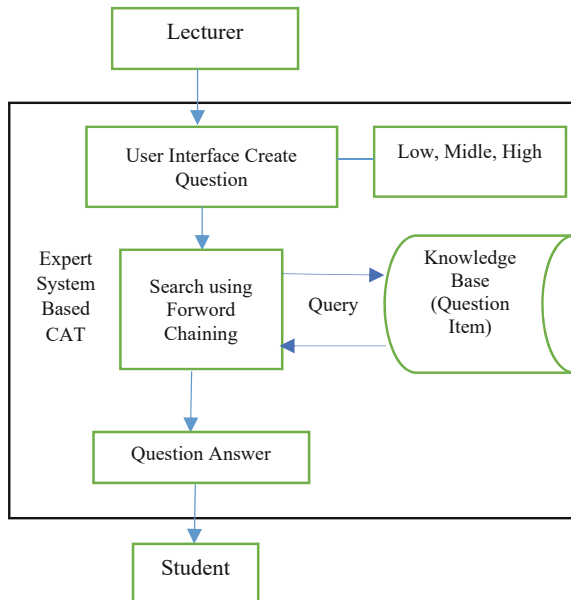 Lecturer
User Interface Create
Question
Low, Midle, High
Expert
System
Based
CAT
Search using
Forword
Chaining
Query
Knowledge
Base
(Question
Item)
Question Answer
Student